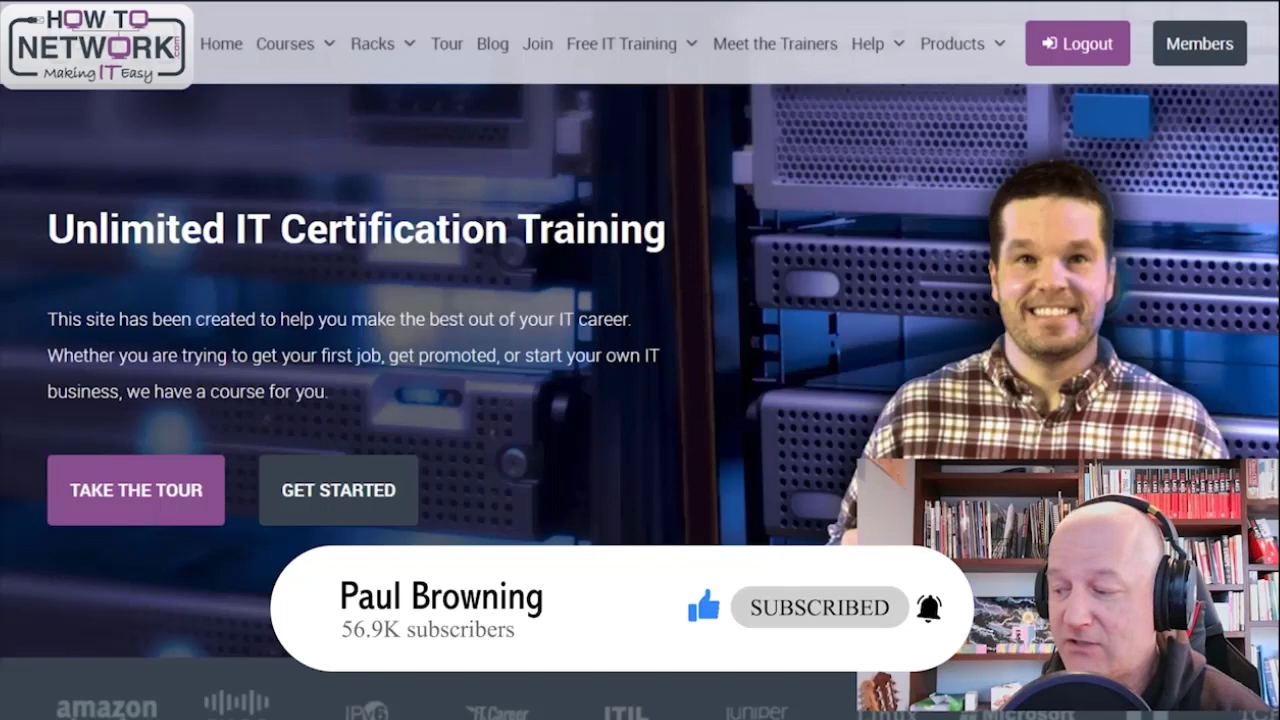 HOW TO
NETWORK.com
Making IT Easy
Home Courses Racks Tour Blog Join Free IT Training Meet the Trainers Help Products Logout Members
Unlimited IT Certification Training
This site has been created to help you make the best out of your IT career.
Whether you are trying to get your first job, get promoted, or start your own IT
business, we have a course for you.
TAKE THE TOUR GET STARTED
Paul Browning
56.9K subscribers
SUBSCRIBED
amazon IPv6 IT Career ITIL juniper Linux Microsoft